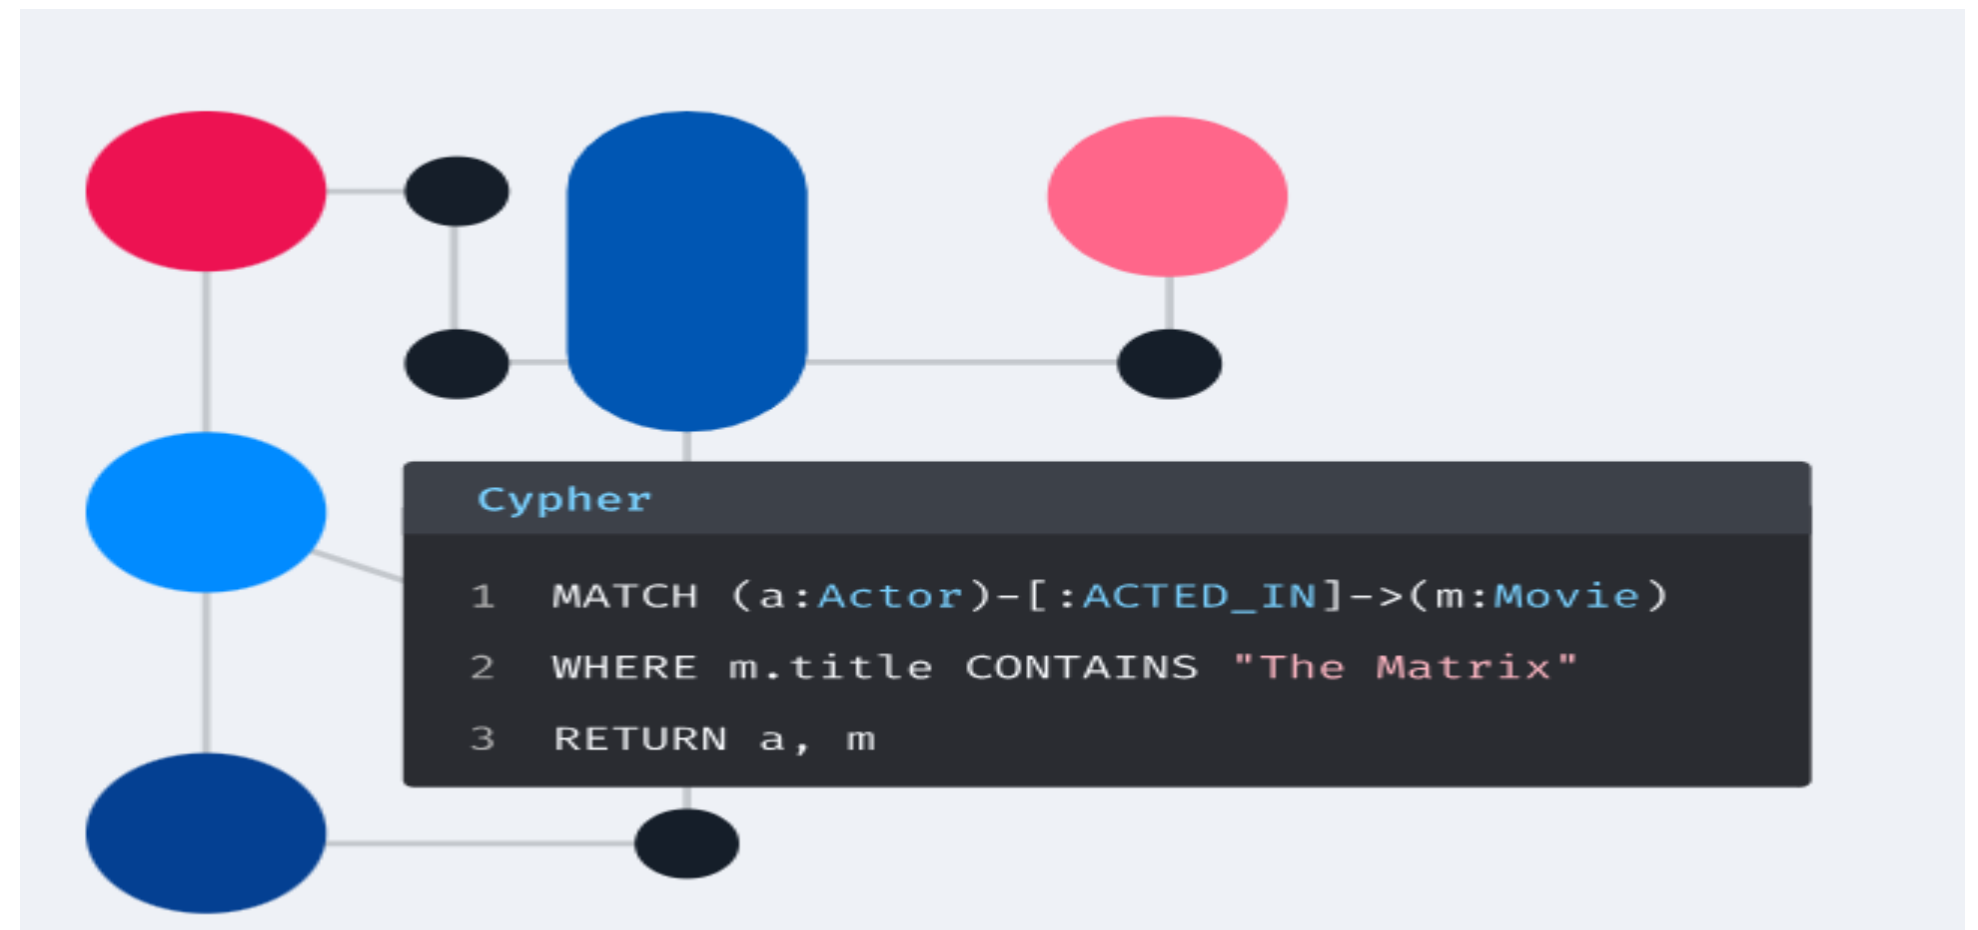 Cypher
1 MATCH (a:Actor)-[:ACTED_IN]->(m:Movie)
2 WHERE m.title CONTAINS "The Matrix"
3 RETURN a, m